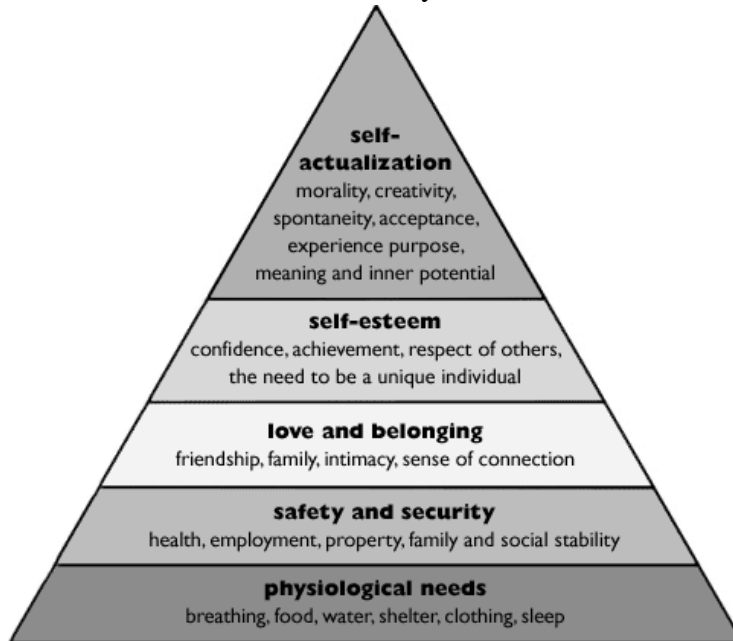 self-
actualization
morality, creativity,
spontaneity, acceptance,
experience purpose,
meaning and inner potential
self-esteem
confidence, achievement, respect of others,
the need to be a unique individual
love and belonging
friendship, family, intimacy, sense of connection
safety and security
health, employment, property, family and social stability
physiological needs
breathing, food, water, shelter, clothing, sleep